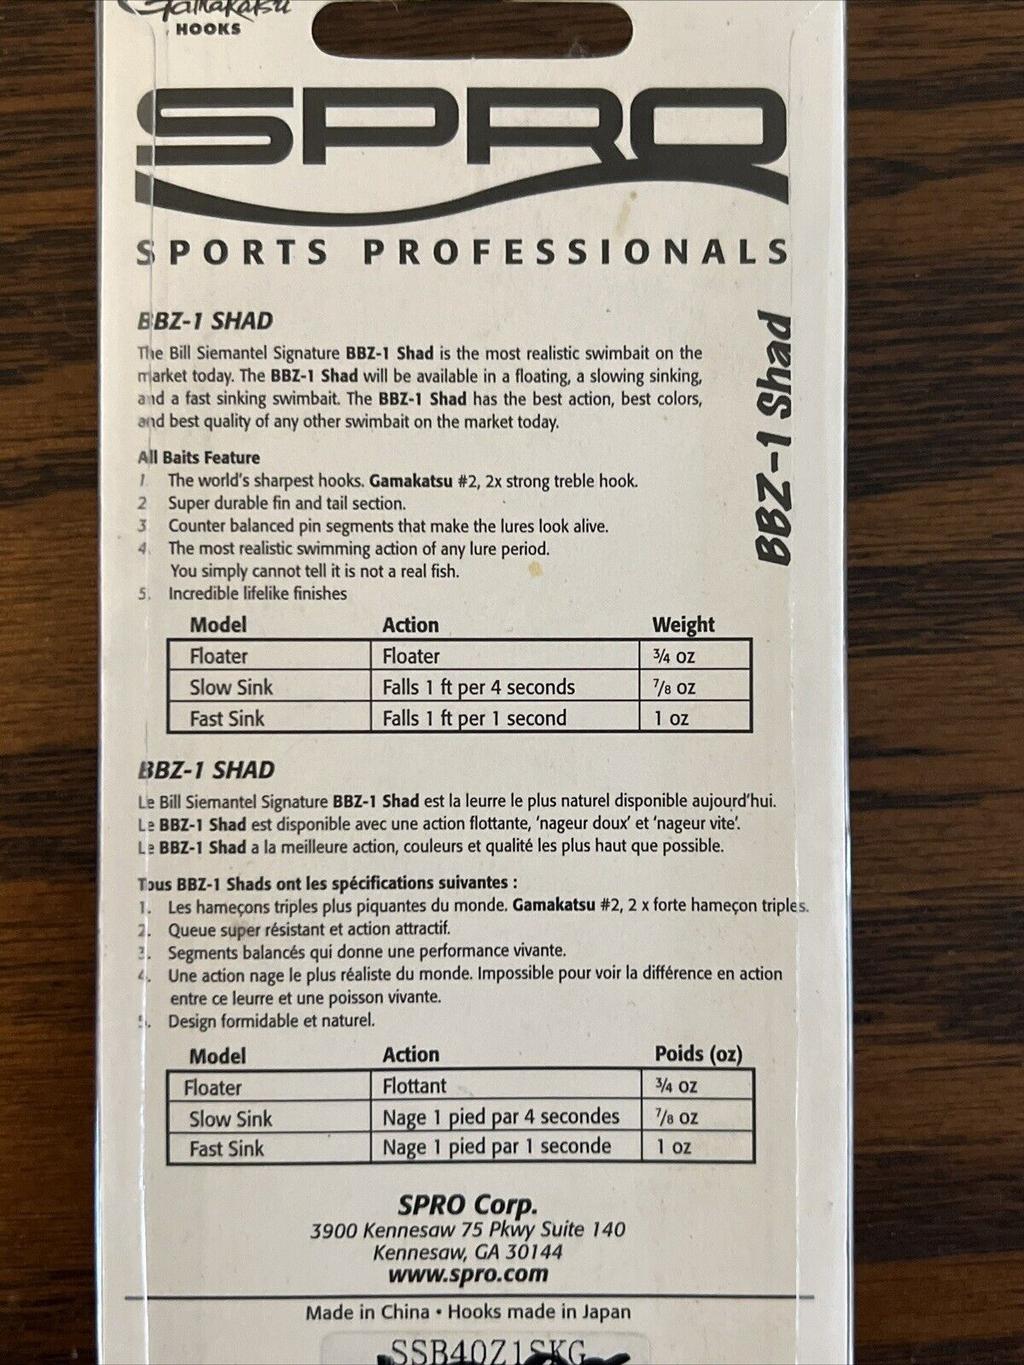 Gamakatsu
HOOKS
SPRO
SPORTS PROFESSIONALS
BBZ-1 SHAD
The Bill Siemantel Signature BBZ-1 Shad is the most realistic swimbait on the
market today. The BBZ-1 Shad will be available in a floating, a slowing sinking,
and a fast sinking swimbait. The BBZ-1 Shad has the best action, best colors,
and best quality of any other swimbait on the market today.
BBZ-1 Shad
All Baits Feature
1 The world's sharpest hooks. Gamakatsu #2, 2x strong treble hook.
2 Super durable fin and tail section.
3 Counter balanced pin segments that make the lures look alive.
4. The most realistic swimming action of any lure period.
You simply cannot tell it is not a real fish.
5. Incredible lifelike finishes
Model Action Weight
Floater Floater ¾ oz
Slow Sink Falls 1 ft per 4 seconds ⅞ oz
Fast Sink Falls 1 ft per 1 second 1 oz
BBZ-1 SHAD
Le Bill Siemantel Signature BBZ-1 Shad est la leurre le plus naturel disponible aujourd'hui.
Le BBZ-1 Shad est disponible avec une action flottante, 'nageur doux' et 'nageur vite'.
Le BBZ-1 Shad a la meilleure action, couleurs et qualité les plus haut que possible.
Tous BBZ-1 Shads ont les spécifications suivantes :
1. Les hameçons triples plus piquantes du monde. Gamakatsu #2, 2 x forte hameçon triples.
2. Queue super résistant et action attractif.
3. Segments balancés qui donne une performance vivante.
4. Une action nage le plus réaliste du monde. Impossible pour voir la différence en action
entre ce leurre et une poisson vivante.
5. Design formidable et naturel.
Model Action Poids (oz)
Floater Flottant ¾ oz
Slow Sink Nage 1 pied par 4 secondes ⅞ oz
Fast Sink Nage 1 pied par 1 seconde 1 oz
SPRO Corp.
3900 Kennesaw 75 Pkwy Suite 140
Kennesaw, GA 30144
www.spro.com
Made in China • Hooks made in Japan
SSB40Z1SKG